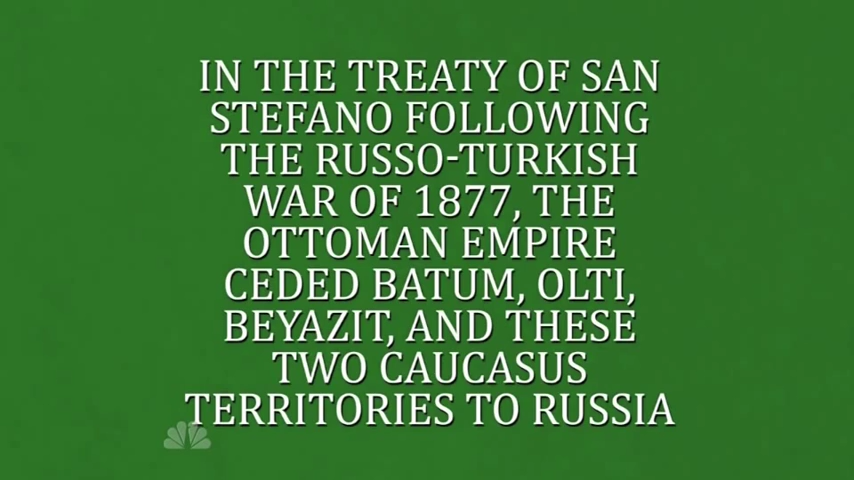 IN THE TREATY OF SAN
STEFANO FOLLOWING
THE RUSSO-TURKISH
WAR OF 1877, THE
OTTOMAN EMPIRE
CEDED BATUM, OLTI,
BEYAZIT, AND THESE
TWO CAUCASUS
TERRITORIES TO RUSSIA